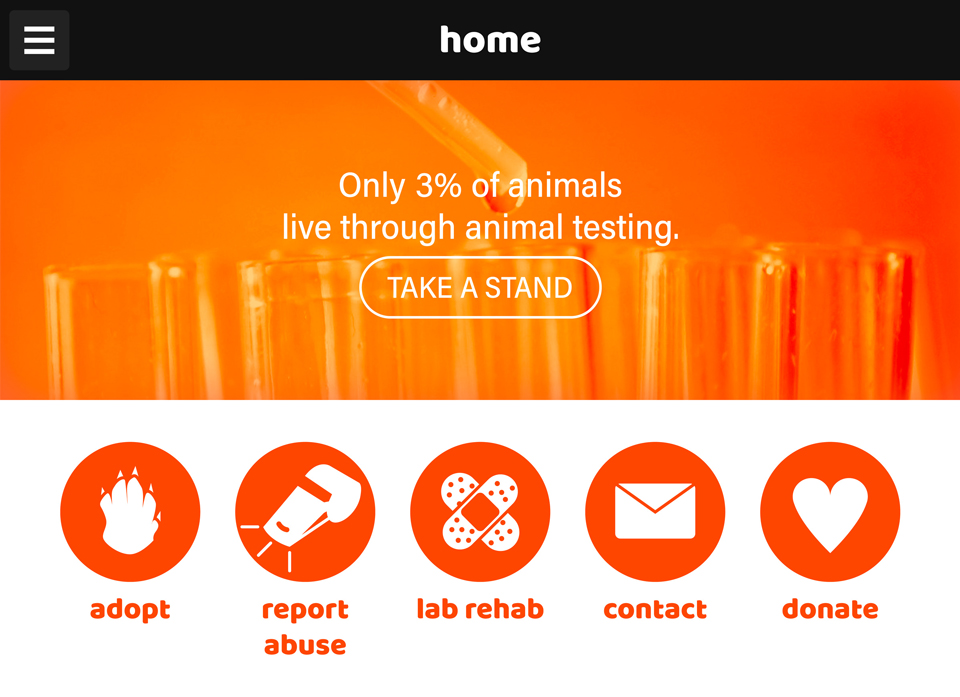 home
Only 3% of animals
live through animal testing.
TAKE A STAND
adopt
report
abuse
lab rehab
contact
donate